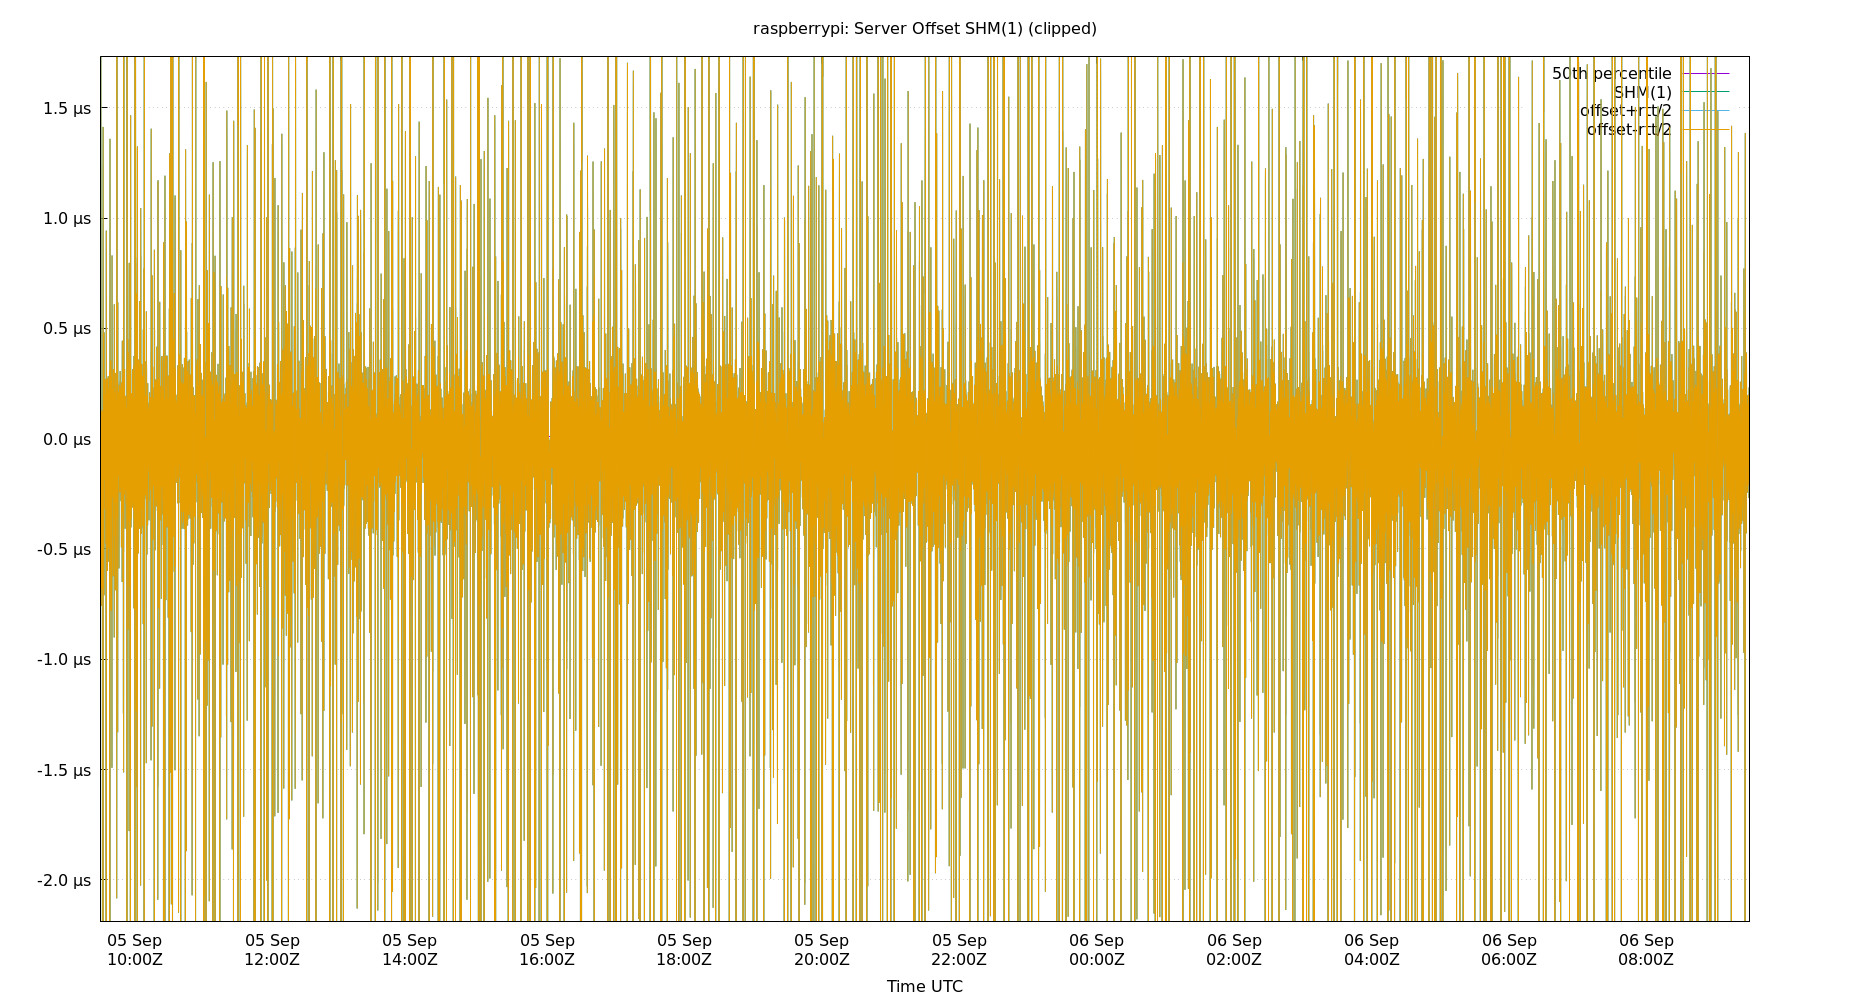 raspberrypi: Server Offset SHM(1) (clipped)
50th percentile
SHM(1)
offset+rtt/2
offset-rtt/2
1.5 µs
1.0 µs
0.5 µs
0.0 µs
-0.5 µs
-1.0 µs
-1.5 µs
-2.0 µs
05 Sep 05 Sep 05 Sep 05 Sep 05 Sep 05 Sep 05 Sep 06 Sep 06 Sep 06 Sep 06 Sep 06 Sep
10:00Z 12:00Z 14:00Z 16:00Z 18:00Z 20:00Z 22:00Z 00:00Z 02:00Z 04:00Z 06:00Z 08:00Z
Time UTC